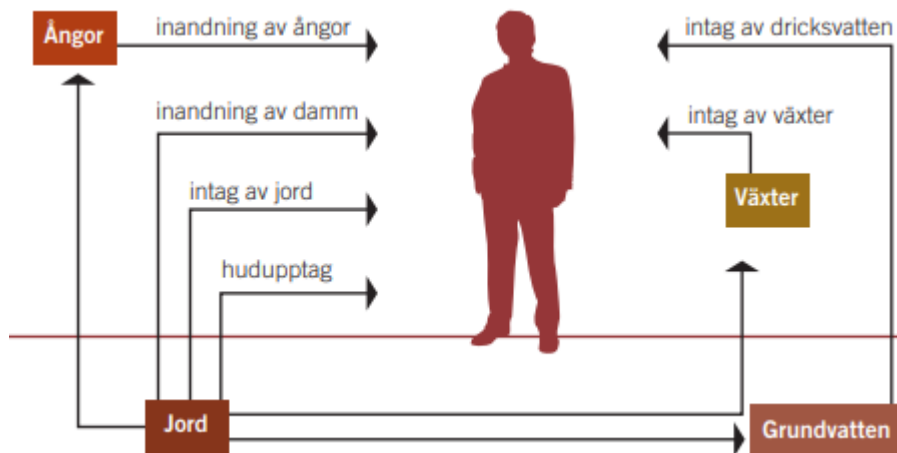 Ångor
inandning av ångor
intag av dricksvatten
inandning av damm
intag av växter
intag av jord
Växter
hudupptag
Jord
Grundvatten